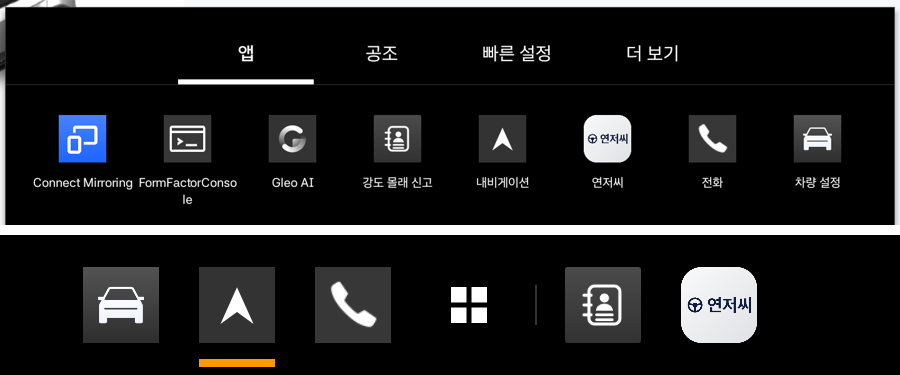 앱
공조
빠른 설정
더 보기
연저씨
Connect Mirroring
FormFactorConso
le
Gleo AI
강도 몰래 신고
내비게이션
연저씨
전화
차량 설정
연저씨